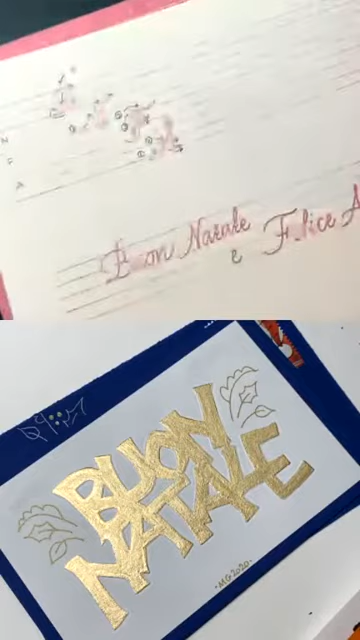 N
F
A
Buon Natale
e Felice A
BUON
NATALE
·MG 2020·